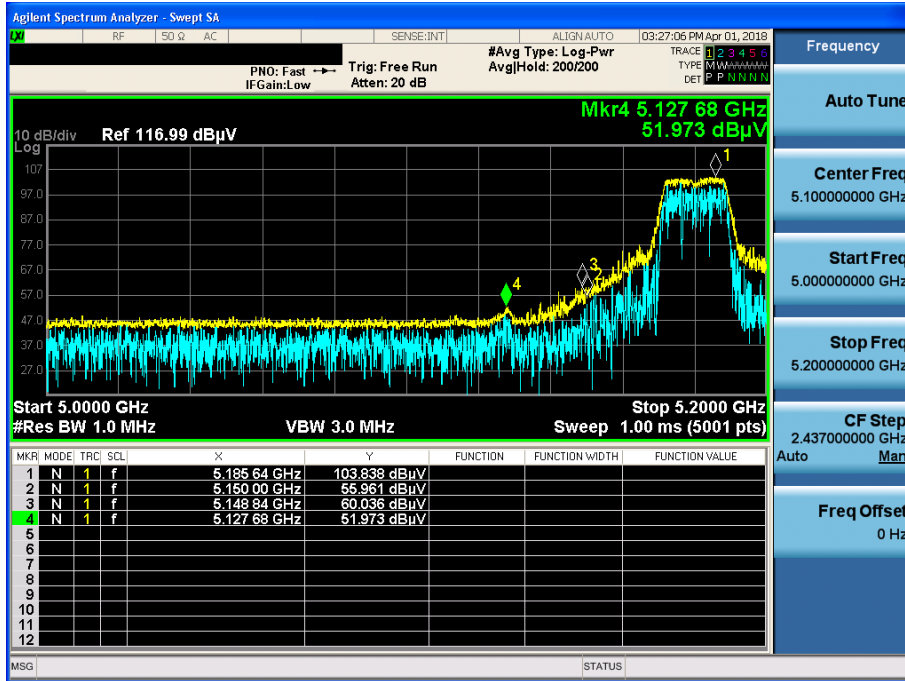 Agilent Spectrum Analyzer - Swept SA
LXI RF 50 Ω AC SENSE:INT ALIGN AUTO 03:27:06 PM Apr 01, 2018
PNO: Fast Trig: Free Run #Avg Type: Log-Pwr TRACE 1 2 3 4 5 6
IFGain:Low Atten: 20 dB Avg|Hold: 200/200 TYPE M W
DET P P N N N N
Mkr4 5.127 68 GHz
51.973 dBµV
10 dB/div Ref 116.99 dBµV
Log
107
97.0
87.0
77.0
67.0
57.0
47.0
37.0
27.0
1
3
2
4
Start 5.0000 GHz Stop 5.2000 GHz
#Res BW 1.0 MHz VBW 3.0 MHz Sweep 1.00 ms (5001 pts)
MKR MODE TRC SCL X Y FUNCTION FUNCTION WIDTH FUNCTION VALUE
1 N 1 f 5.185 64 GHz 103.838 dBµV
2 N 1 f 5.150 00 GHz 55.961 dBµV
3 N 1 f 5.148 84 GHz 60.036 dBµV
4 N 1 f 5.127 68 GHz 51.973 dBµV
5
6
7
8
9
10
11
12
MSG STATUS
Frequency
Auto Tune
Center Freq
5.100000000 GHz
Start Freq
5.000000000 GHz
Stop Freq
5.200000000 GHz
CF Step
2.437000000 GHz
Auto Man
Freq Offset
0 Hz